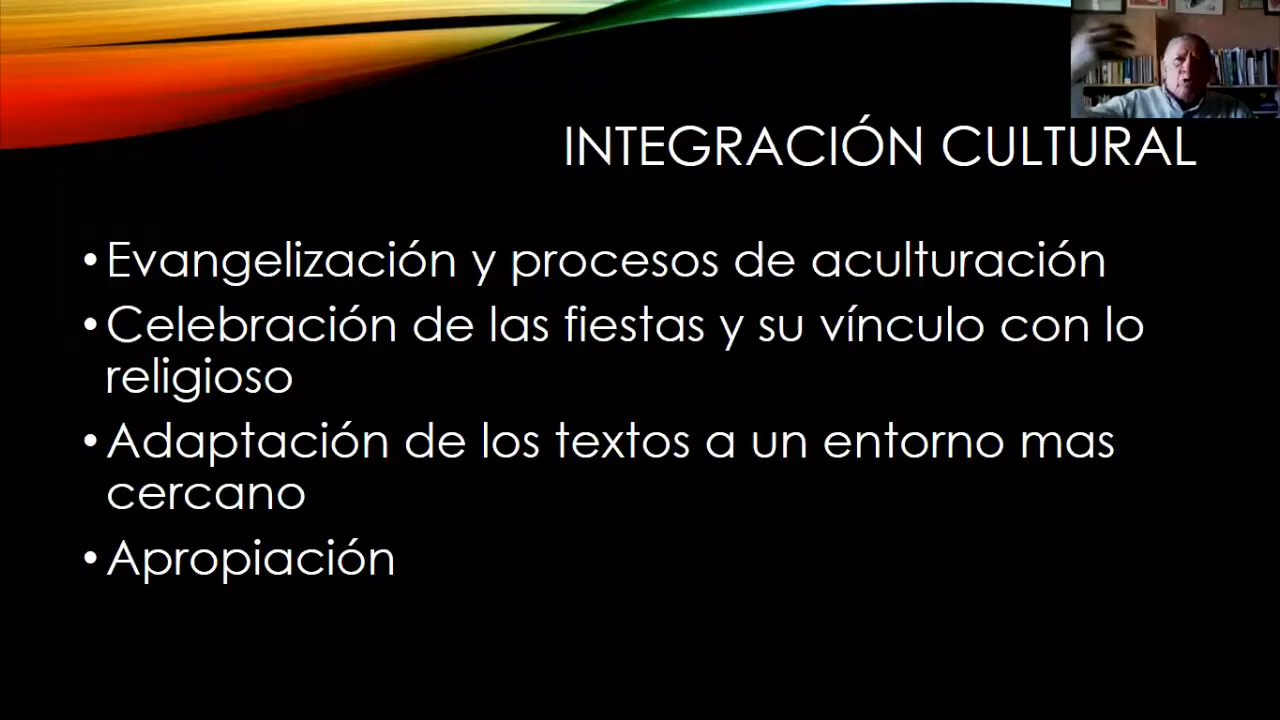 INTEGRACIÓN CULTURAL
•Evangelización y procesos de aculturación
•Celebración de las fiestas y su vínculo con lo
religioso
•Adaptación de los textos a un entorno mas
cercano
•Apropiación